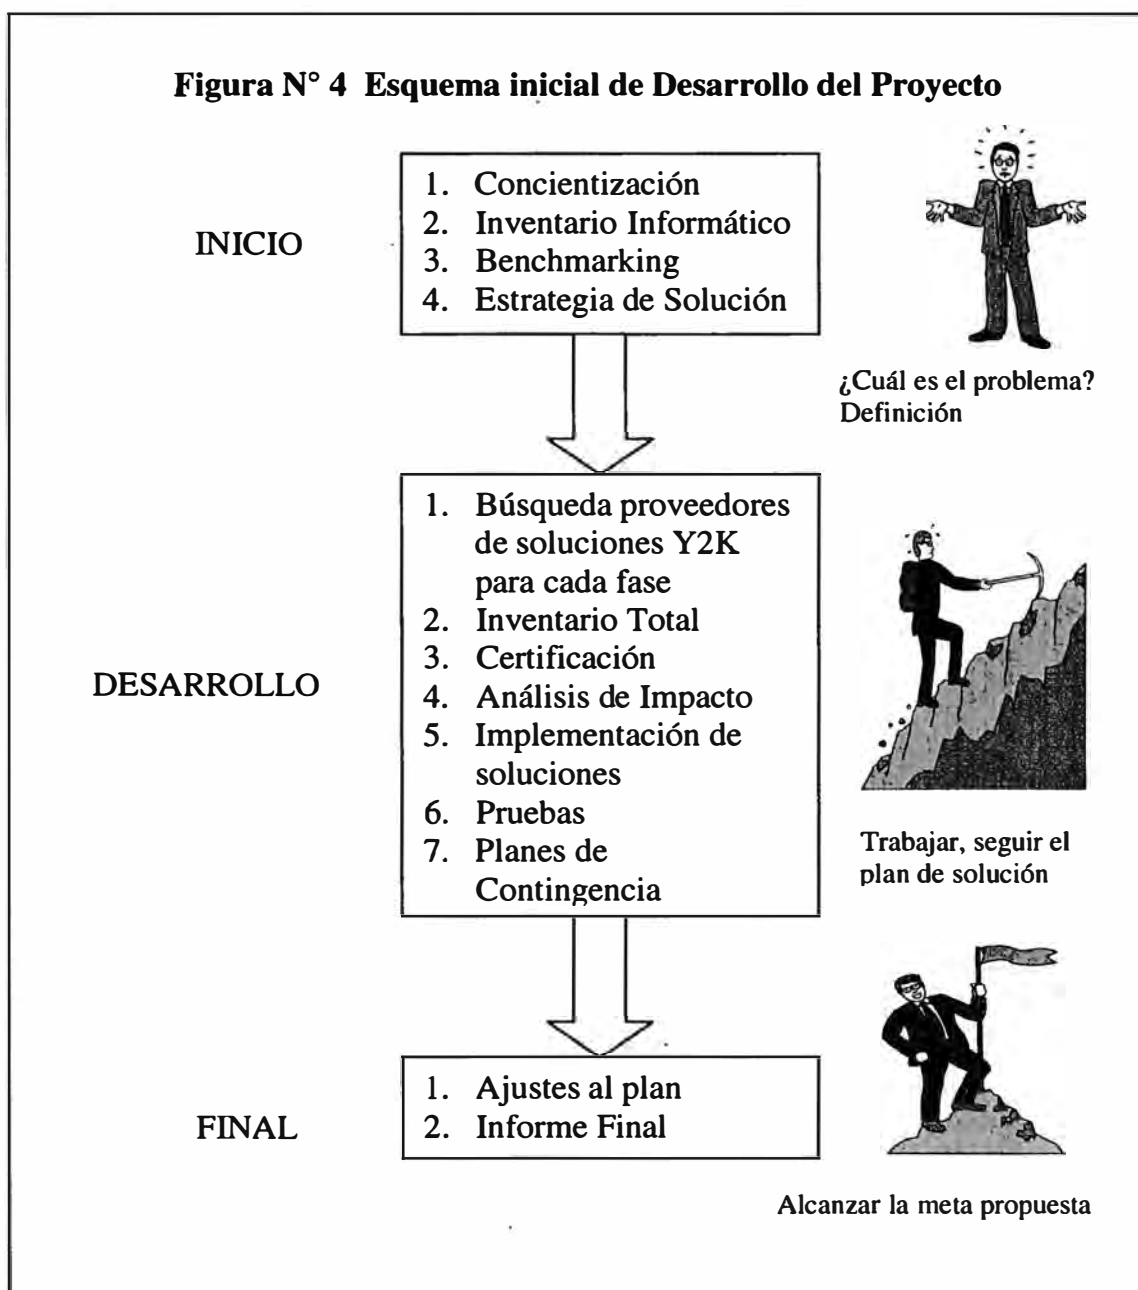 Figura N° 4 Esquema inicial de Desarrollo del Proyecto
INICIO
1. Concientización
2. Inventario Informático
3. Benchmarking
4. Estrategia de Solución
¿Cuál es el problema?
Definición
DESARROLLO
1. Búsqueda proveedores
de soluciones Y2K
para cada fase
2. Inventario Total
3. Certificación
4. Análisis de Impacto
5. Implementación de
soluciones
6. Pruebas
7. Planes de
Contingencia
Trabajar, seguir el
plan de solución
FINAL
1. Ajustes al plan
2. Informe Final
Alcanzar la meta propuesta